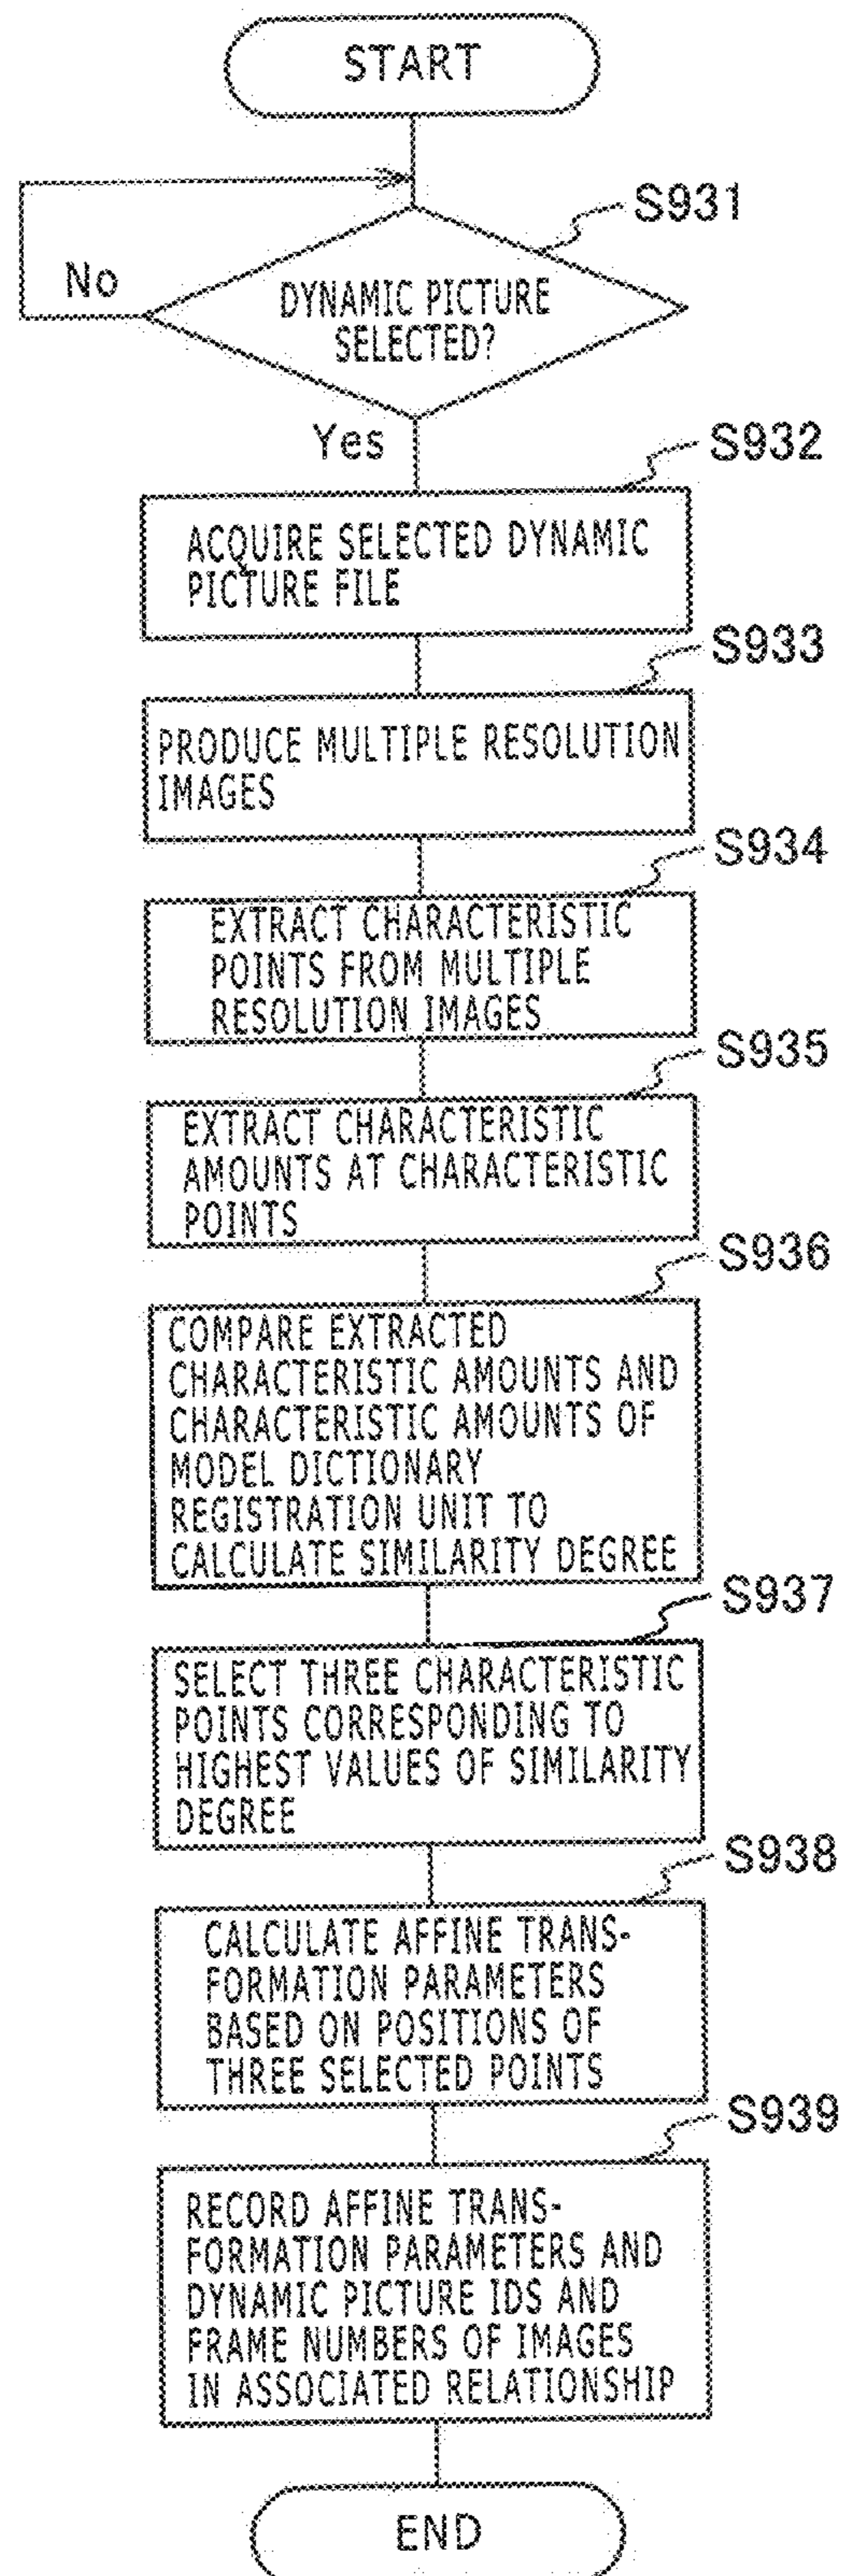 START
S931
No
DYNAMIC PICTURE
SELECTED?
Yes
S932
ACQUIRE SELECTED DYNAMIC
PICTURE FILE
S933
PRODUCE MULTIPLE RESOLUTION
IMAGES
S934
EXTRACT CHARACTERISTIC
POINTS FROM MULTIPLE
RESOLUTION IMAGES
S935
EXTRACT CHARACTERISTIC
AMOUNTS AT CHARACTERISTIC
POINTS
S936
COMPARE EXTRACTED
CHARACTERISTIC AMOUNTS AND
CHARACTERISTIC AMOUNTS OF
MODEL DICTIONARY
REGISTRATION UNIT TO
CALCULATE SIMILARITY DEGREE
S937
SELECT THREE CHARACTERISTIC
POINTS CORRESPONDING TO
HIGHEST VALUES OF SIMILARITY
DEGREE
S938
CALCULATE AFFINE TRANS-
FORMATION PARAMETERS
BASED ON POSITIONS OF
THREE SELECTED POINTS
S939
RECORD AFFINE TRANS-
FORMATION PARAMETERS AND
DYNAMIC PICTURE IDS AND
FRAME NUMBERS OF IMAGES
IN ASSOCIATED RELATIONSHIP
END